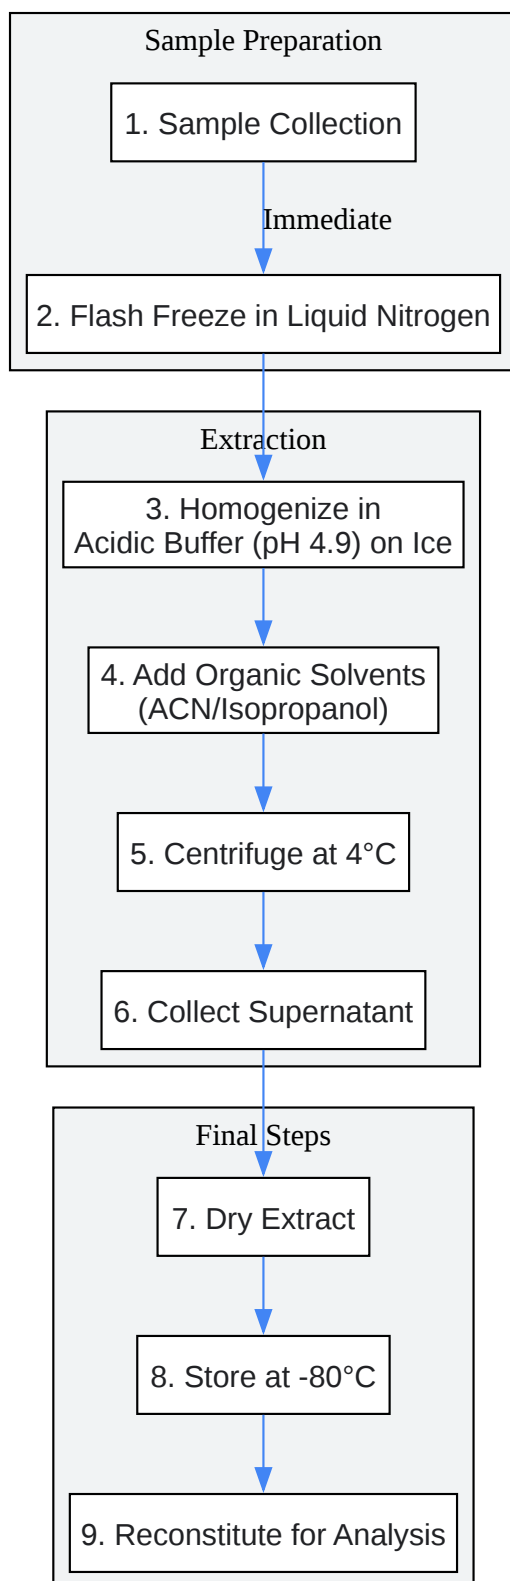 Sample Preparation
1. Sample Collection
Immediate
2. Flash Freeze in Liquid Nitrogen
Extraction
3. Homogenize in
Acidic Buffer (pH 4.9) on Ice
4. Add Organic Solvents
(ACN/Isopropanol)
5. Centrifuge at 4°C
6. Collect Supernatant
Final Steps
7. Dry Extract
8. Store at -80°C
9. Reconstitute for Analysis